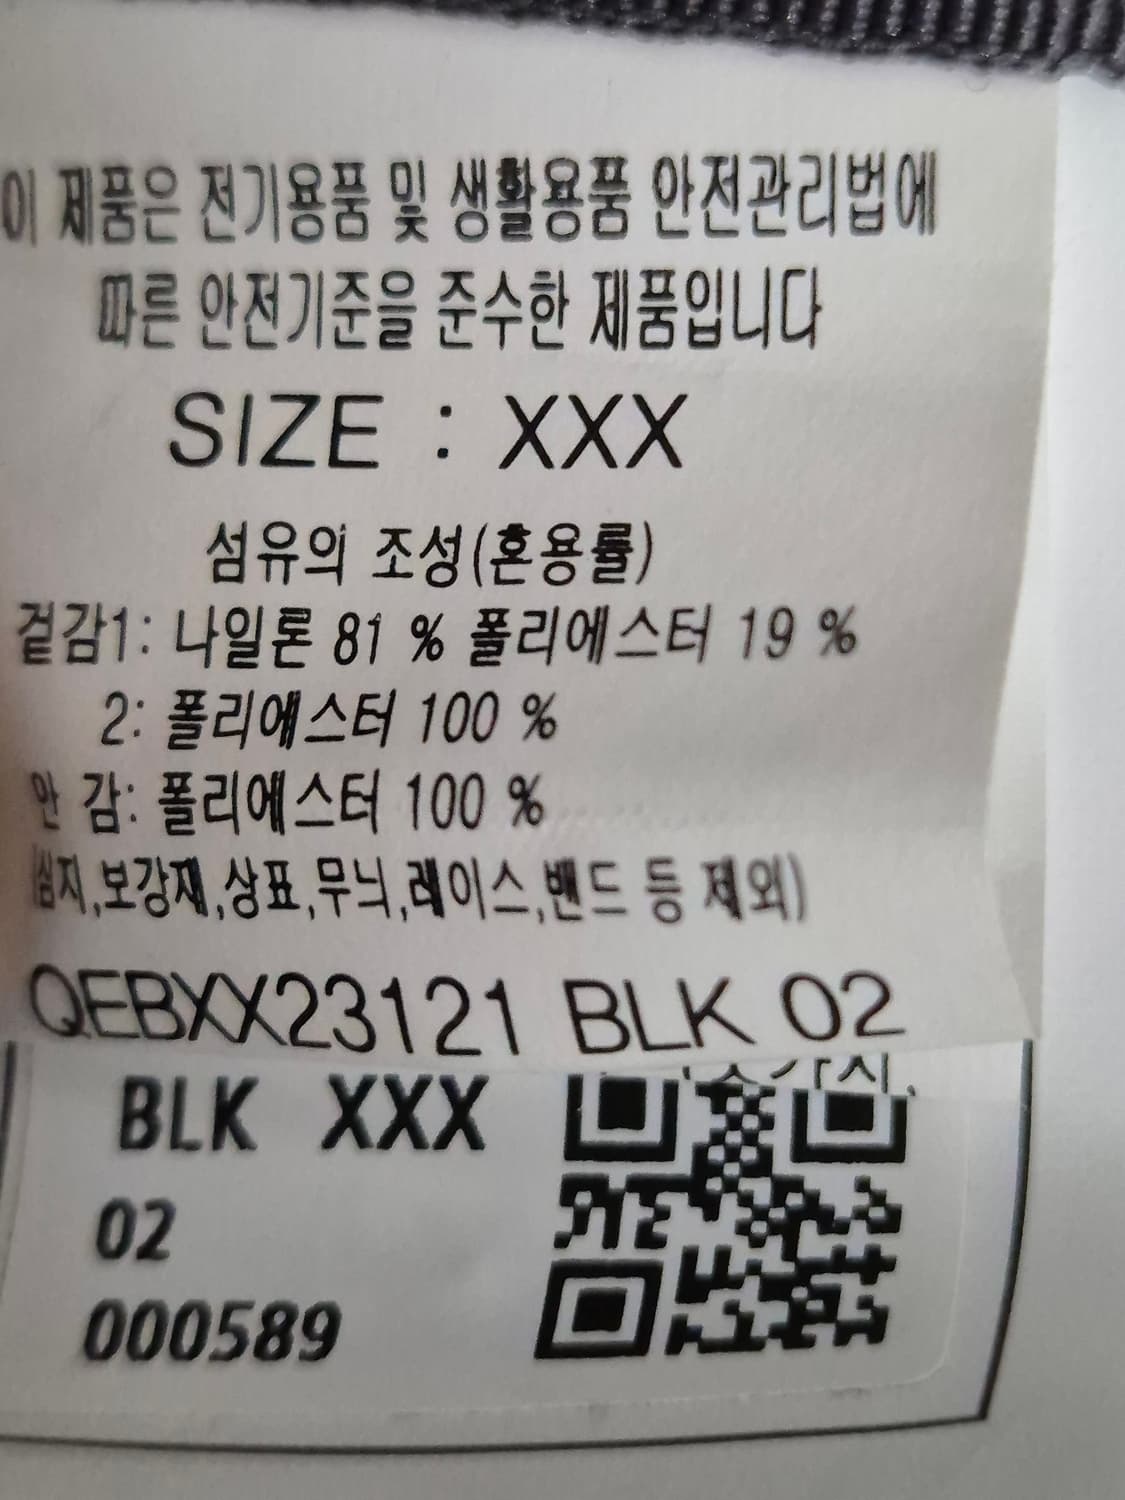 이 제품은 전기용품 및 생활용품 안전관리법에
따른 안전기준을 준수한 제품입니다
SIZE : XXX
섬유의 조성(혼용률)
겉감1: 나일론 81 % 폴리에스터 19 %
2: 폴리에스터 100 %
안 감: 폴리에스터 100 %
(심지,보강재,상표,무늬,레이스,밴드 등 제외)
QEBXX23121 BLK 02
BLK XXX
02
000589